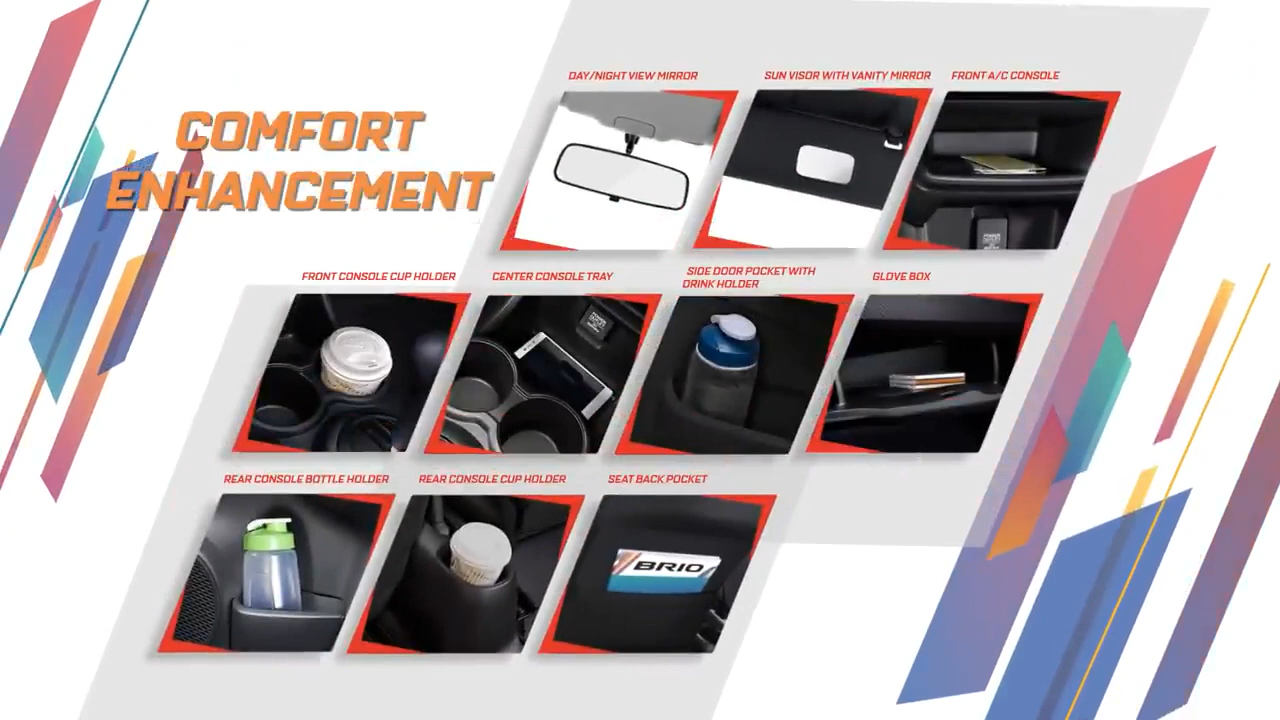 COMFORT
ENHANCEMENT
DAY/NIGHT VIEW MIRROR
SUN VISOR WITH VANITY MIRROR
FRONT A/C CONSOLE
FRONT CONSOLE CUP HOLDER
CENTER CONSOLE TRAY
SIDE DOOR POCKET WITH
DRINK HOLDER
GLOVE BOX
REAR CONSOLE BOTTLE HOLDER
REAR CONSOLE CUP HOLDER
SEAT BACK POCKET
BRIO